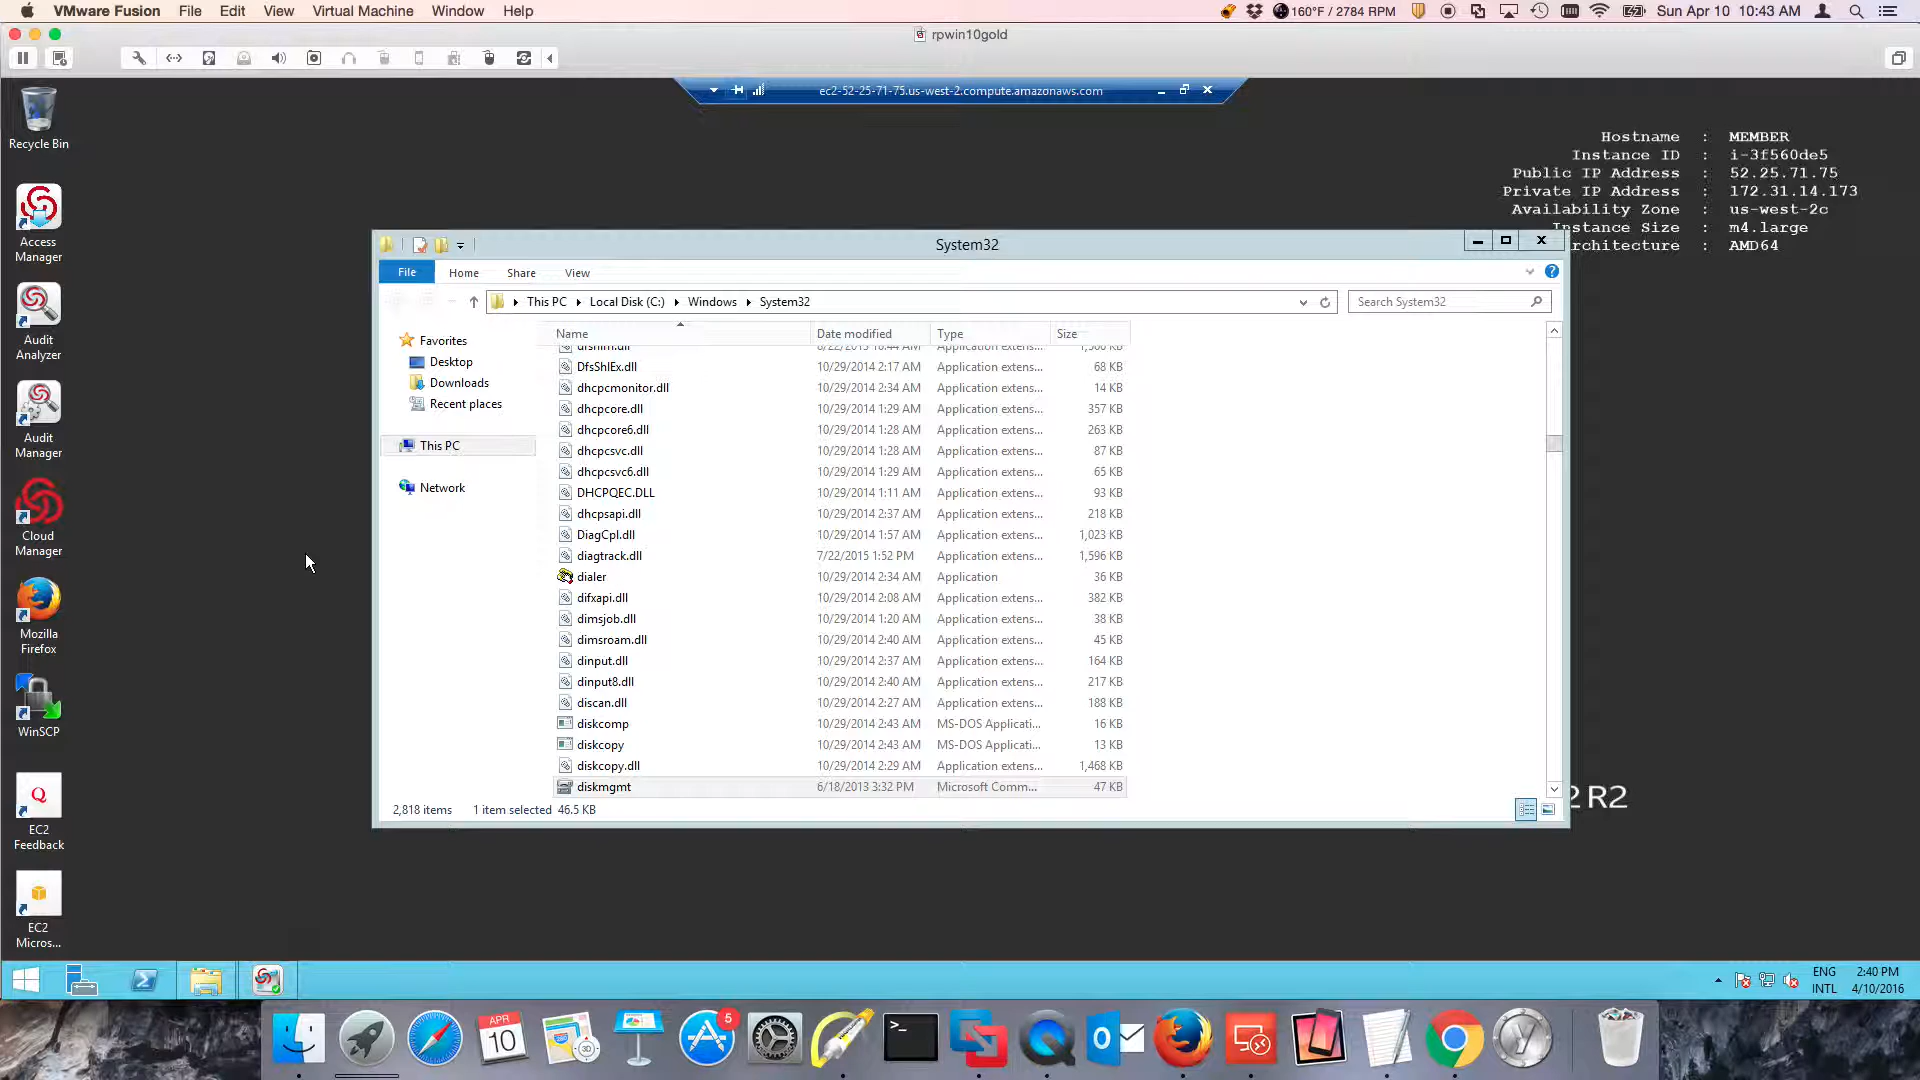 VMware Fusion File Edit View Virtual Machine Window Help 160°F / 2784 RPM Sun Apr 10 10:43 AM
rpwin10gold
ec2-52-25-71-75.us-west-2.compute.amazonaws.com
Recycle Bin
Access
Manager
Audit
Analyzer
Audit
Manager
Cloud
Manager
Mozilla
Firefox
WinSCP
EC2
Feedback
EC2
Micros...
Hostname : MEMBER
Instance ID : i-3f560de5
Public IP Address : 52.25.71.75
Private IP Address : 172.31.14.173
Availability Zone : us-west-2c
Instance Size : m4.large
rchitecture : AMD64
System32
File Home Share View
This PC Local Disk (C:) Windows System32
Search System32
Favorites
Desktop
Downloads
Recent places
This PC
Network
Name Date modified Type Size
DfsShlEx.dll 10/29/2014 2:17 AM Application extens... 68 KB
dhcpcmonitor.dll 10/29/2014 2:34 AM Application extens... 14 KB
dhcpcore.dll 10/29/2014 1:29 AM Application extens... 357 KB
dhcpcore6.dll 10/29/2014 1:28 AM Application extens... 263 KB
dhcpcsvc.dll 10/29/2014 1:28 AM Application extens... 87 KB
dhcpcsvc6.dll 10/29/2014 1:29 AM Application extens... 65 KB
DHCPQEC.DLL 10/29/2014 1:11 AM Application extens... 93 KB
dhcpsapi.dll 10/29/2014 2:37 AM Application extens... 218 KB
DiagCpl.dll 10/29/2014 1:57 AM Application extens... 1,023 KB
diagtrack.dll 7/22/2015 1:52 PM Application extens... 1,596 KB
dialer 10/29/2014 2:34 AM Application 36 KB
difxapi.dll 10/29/2014 2:08 AM Application extens... 382 KB
dimsjob.dll 10/29/2014 1:20 AM Application extens... 38 KB
dimsroam.dll 10/29/2014 2:40 AM Application extens... 45 KB
dinput.dll 10/29/2014 2:37 AM Application extens... 164 KB
dinput8.dll 10/29/2014 2:40 AM Application extens... 217 KB
discan.dll 10/29/2014 2:27 AM Application extens... 188 KB
diskcomp 10/29/2014 2:43 AM MS-DOS Applicati... 16 KB
diskcopy 10/29/2014 2:43 AM MS-DOS Applicati... 13 KB
diskcopy.dll 10/29/2014 2:29 AM Application extens... 1,468 KB
diskmgmt 6/18/2013 3:32 PM Microsoft Comm... 47 KB
2,818 items 1 item selected 46.5 KB
2 R2
ENG
INTL
2:40 PM
4/10/2016
APR
10
3D
5